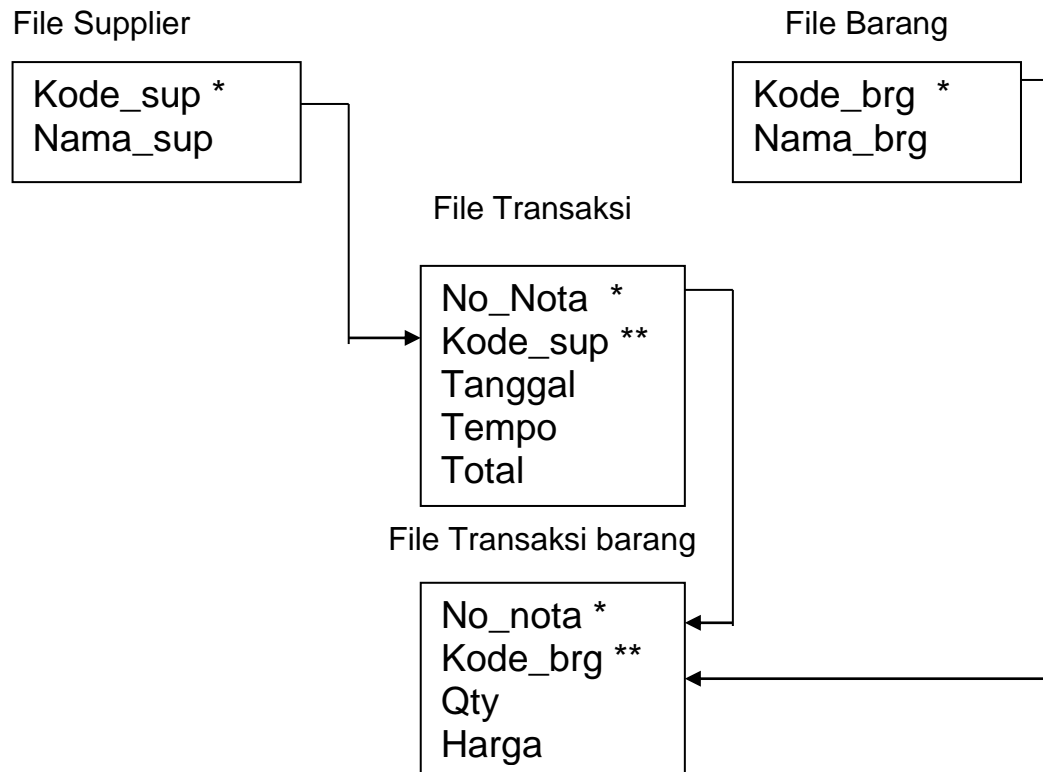 File Supplier
File Barang
Kode_sup *
Nama_sup
Kode_brg *
Nama_brg
File Transaksi
No_Nota *
Kode_sup **
Tanggal
Tempo
Total
File Transaksi barang
No_nota *
Kode_brg **
Qty
Harga